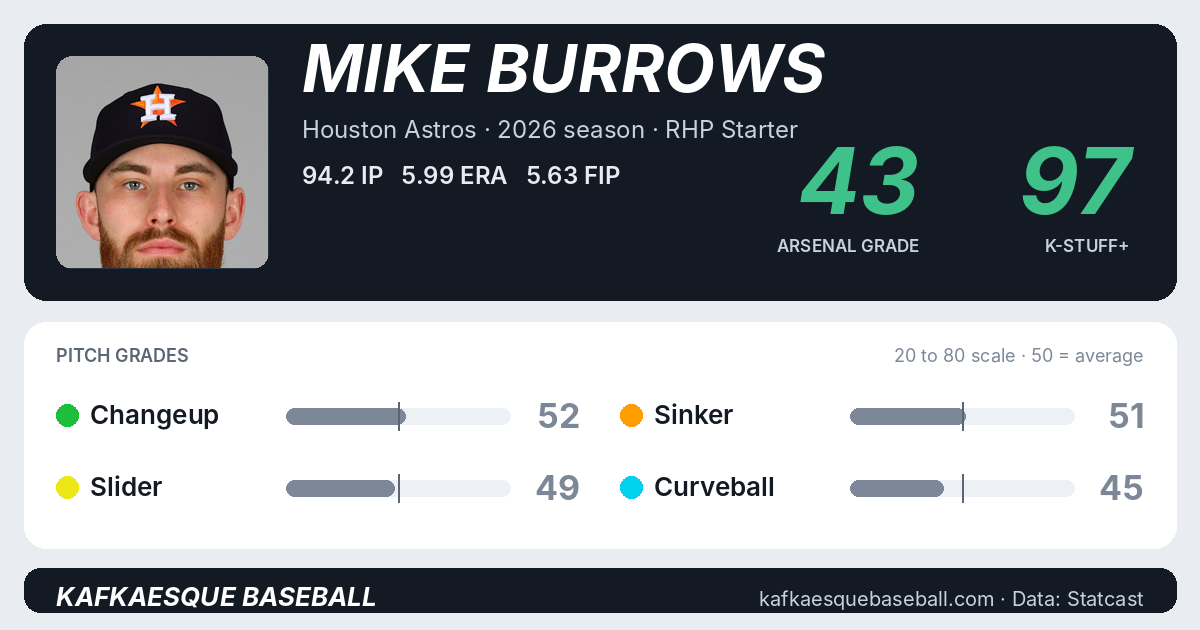 H
MIKE BURROWS
Houston Astros · 2026 season · RHP Starter
94.2 IP 5.99 ERA 5.63 FIP
43
ARSENAL GRADE
97
K-STUFF+
PITCH GRADES
20 to 80 scale · 50 = average
Changeup 52
Sinker 51
Slider 49
Curveball 45
KAFKAESQUE BASEBALL
kafkaesquebaseball.com · Data: Statcast